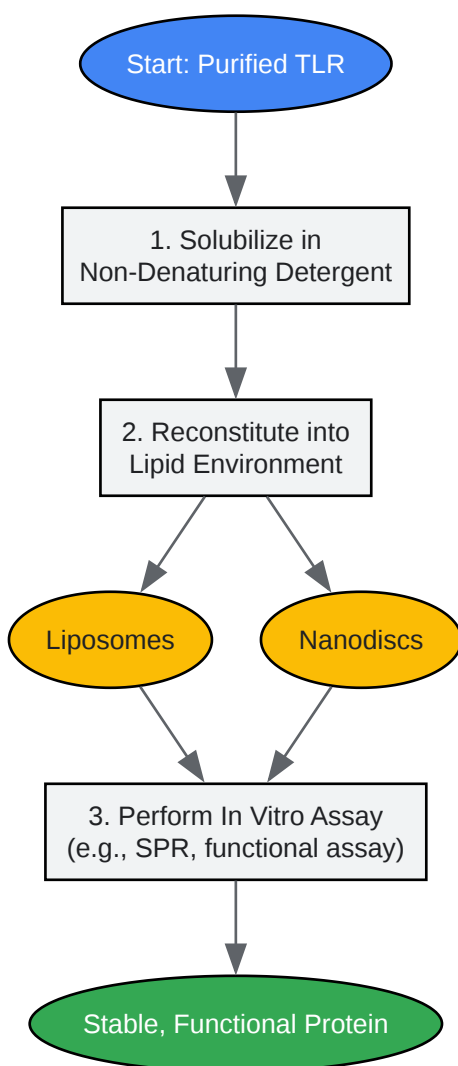 Start: Purified TLR
1. Solubilize in
Non-Denaturing Detergent
2. Reconstitute into
Lipid Environment
Liposomes
Nanodiscs
3. Perform In Vitro Assay
(e.g., SPR, functional assay)
Stable, Functional Protein